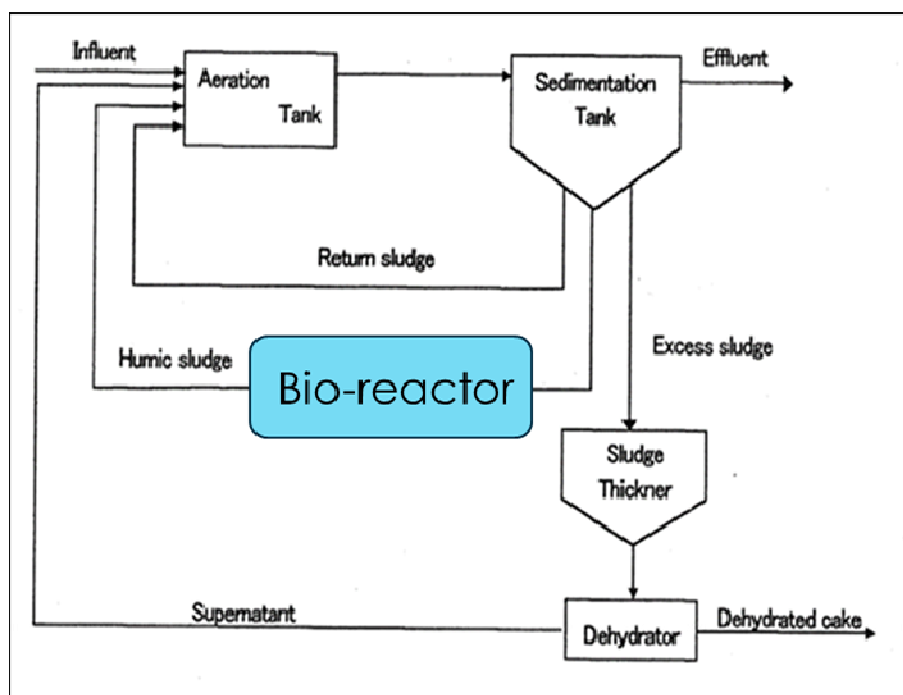 Influent
Aeration
Tank
Sedimentation
Tank
Effluent
Return sludge
Humic sludge
Bio-reactor
Excess sludge
Sludge
Thickner
Supernatant
Dehydrator
Dehydrated cake